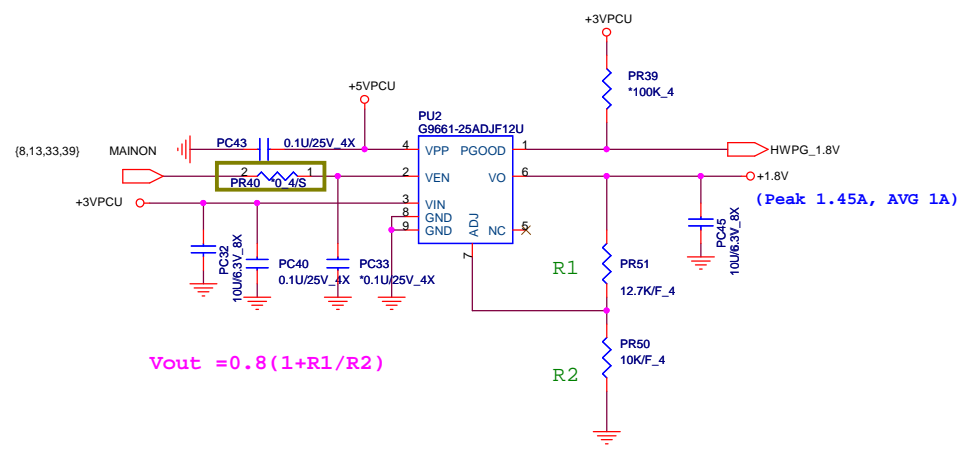 +3VPCU
PR39
*100K_4
+5VPCU
PU2
G9661-25ADJF12U
PC43
0.1U/25V_4X
{8,13,33,39}
MAINON
4
VPP
PGOOD
1
HWPG_1.8V
2
PR40
*0_4/S
1
2
VEN
VO
6
+1.8V
+3VPCU
3
VIN
8
GND
9
GND
ADJ
NC
5
7
(Peak 1.45A, AVG 1A)
PC45
10U/6.3V_8X
PC32
10U/6.3V_8X
PC40
0.1U/25V_4X
PC33
*0.1U/25V_4X
R1
PR51
12.7K/F_4
Vout =0.8(1+R1/R2)
R2
PR50
10K/F_4